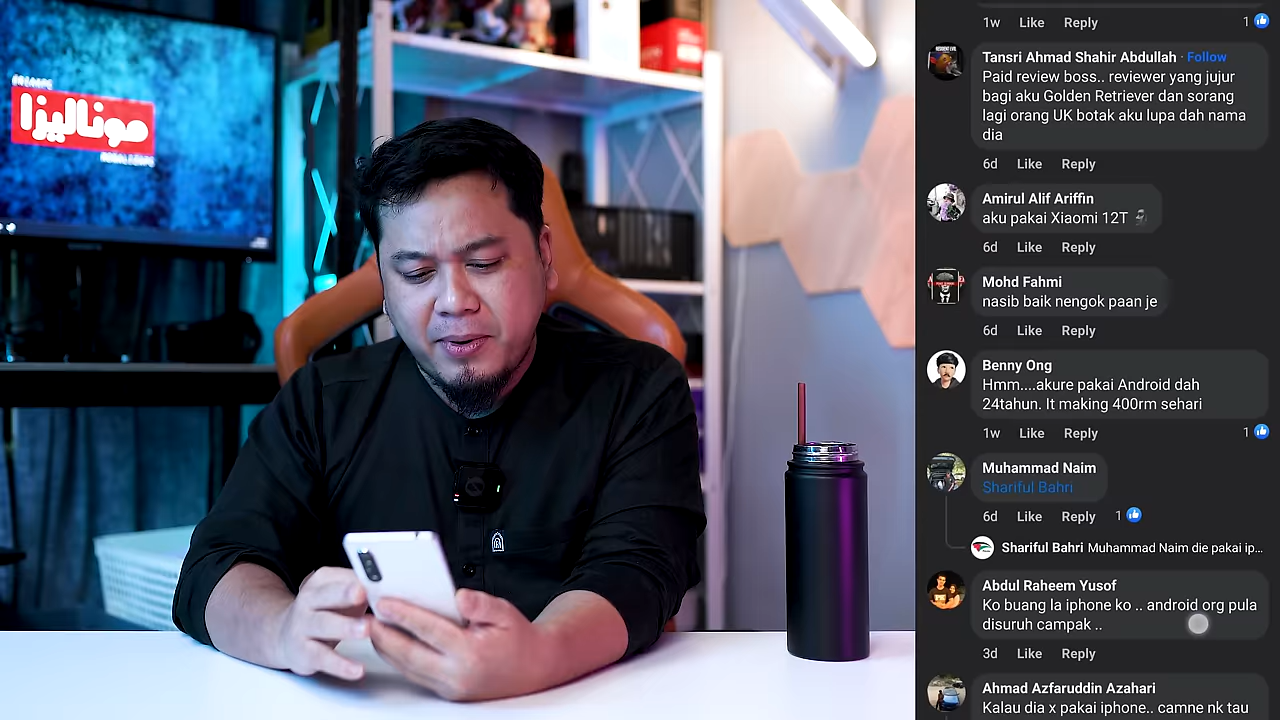 موناليزا
1w Like Reply 1
Tansri Ahmad Shahir Abdullah · Follow
Paid review boss.. reviewer yang jujur
bagi aku Golden Retriever dan sorang
lagi orang UK botak aku lupa dah nama
dia
6d Like Reply
Amirul Alif Ariffin
aku pakai Xiaomi 12T 🗿
6d Like Reply
Mohd Fahmi
nasib baik nengok paan je
6d Like Reply
Benny Ong
Hmm....akure pakai Android dah
24tahun. It making 400rm sehari
1w Like Reply 1
Muhammad Naim
Shariful Bahri
6d Like Reply 1
Shariful Bahri Muhammad Naim die pakai ip...
Abdul Raheem Yusof
Ko buang la iphone ko .. android org pula
disuruh campak ..
3d Like Reply
Ahmad Azfaruddin Azahari
Kalau dia x pakai iphone.. camne nk tau